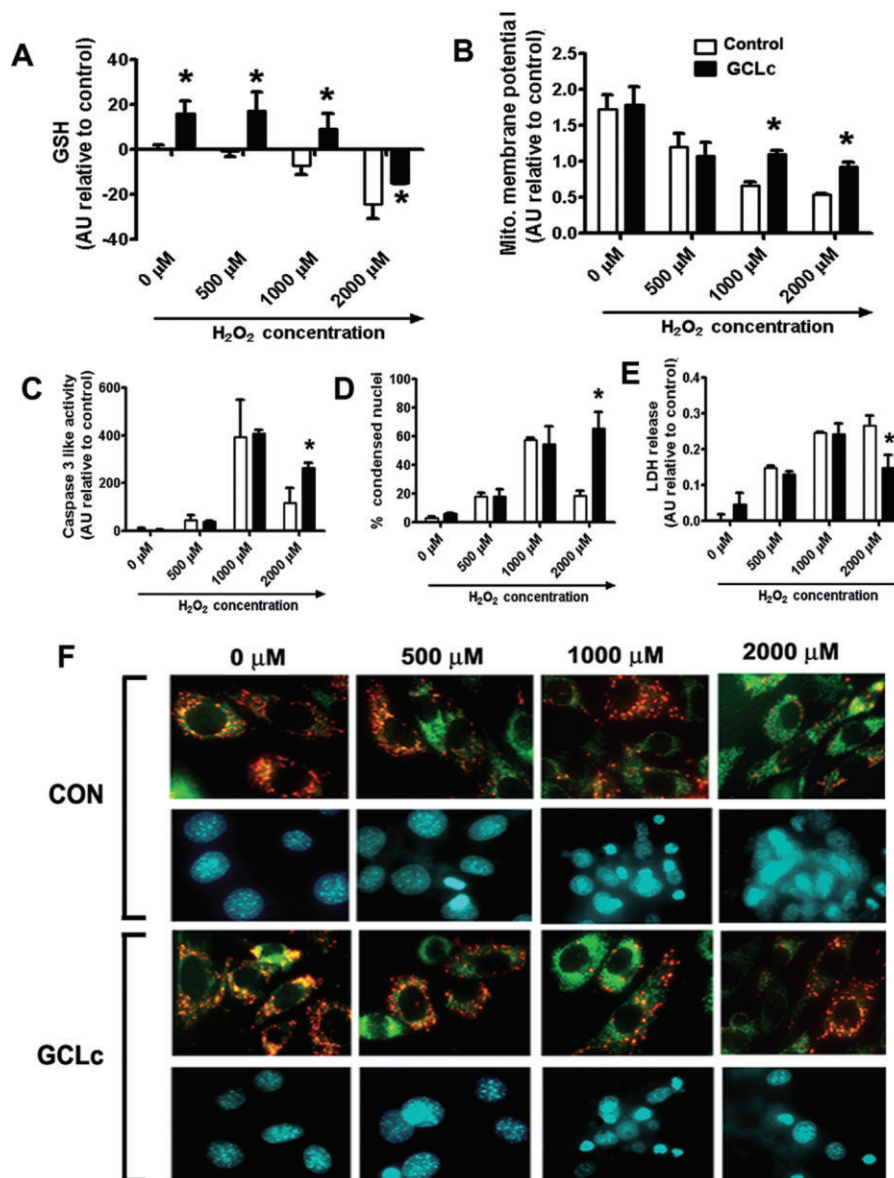 A
GSH
(AU relative to control)
40
20
0
-20
-40
*
*
*
*
0 µM
500 µM
1000 µM
2000 µM
H₂O₂ concentration
B
Mito. membrane potential
(AU relative to control)
2.5
2.0
1.5
1.0
0.5
0.0
Control
GCLc
*
*
0 µM
500 µM
1000 µM
2000 µM
H₂O₂ concentration
C
Caspase 3 like activity
(AU relative to control)
600
400
200
0
*
0 µM
500 µM
1000 µM
2000 µM
H₂O₂ concentration
D
% condensed nuclei
100
80
60
40
20
0
*
0 µM
500 µM
1000 µM
2000 µM
H₂O₂ concentration
E
LDH release
(AU relative to control)
0.4
0.3
0.2
0.1
0.0
*
0 µM
500 µM
1000 µM
2000 µM
H₂O₂ concentration
F
0 µM 500 µM 1000 µM 2000 µM
CON
GCLc